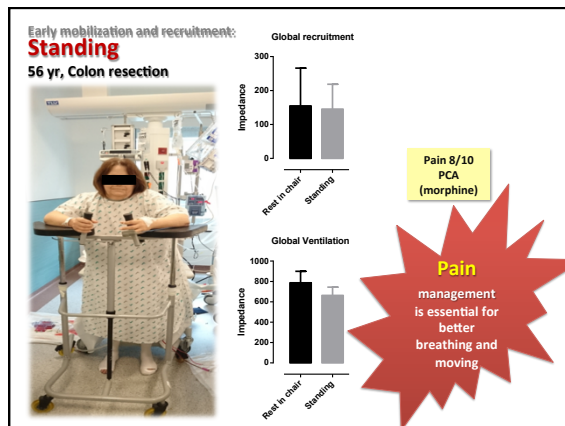 Early mobilization and recruitment:
Standing
56 yr, Colon resection
Global recruitment
Impedance
300
200
100
0
Rest in chair
Standing
Global Ventilation
Impedance
1000
800
600
400
200
0
Rest in chair
Standing
Pain 8/10
PCA
(morphine)
Pain
management
is essential for
better
breathing and
moving